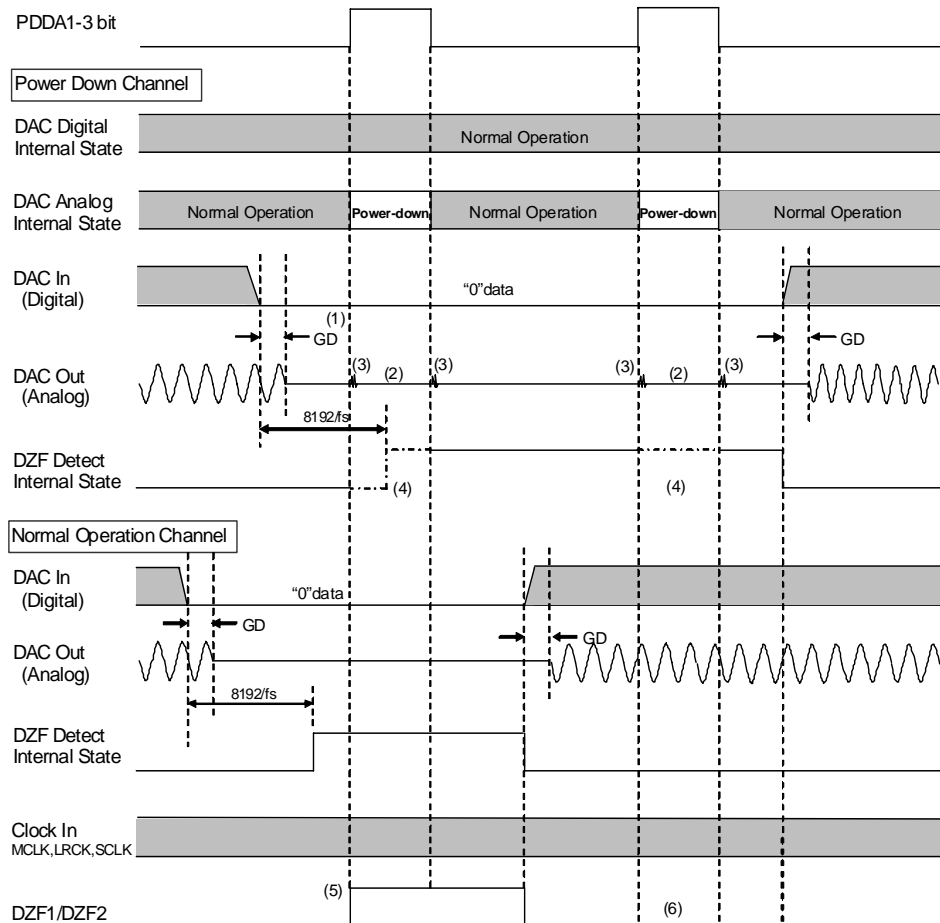 PDDA1-3 bit
Power Down Channel
DAC Digital
Internal State
Normal Operation
DAC Analog
Internal State
Normal Operation
Power-down
Normal Operation
Power-down
Normal Operation
DAC In
(Digital)
“0”data
(1)
GD
GD
DAC Out
(Analog)
(3)
(2)
(3)
(3)
(2)
(3)
8192/fs
DZF Detect
Internal State
(4)
(4)
Normal Operation Channel
DAC In
(Digital)
“0”data
GD
GD
DAC Out
(Analog)
8192/fs
DZF Detect
Internal State
Clock In
MCLK,LRCK,SCLK
(5)
(6)
DZF1/DZF2